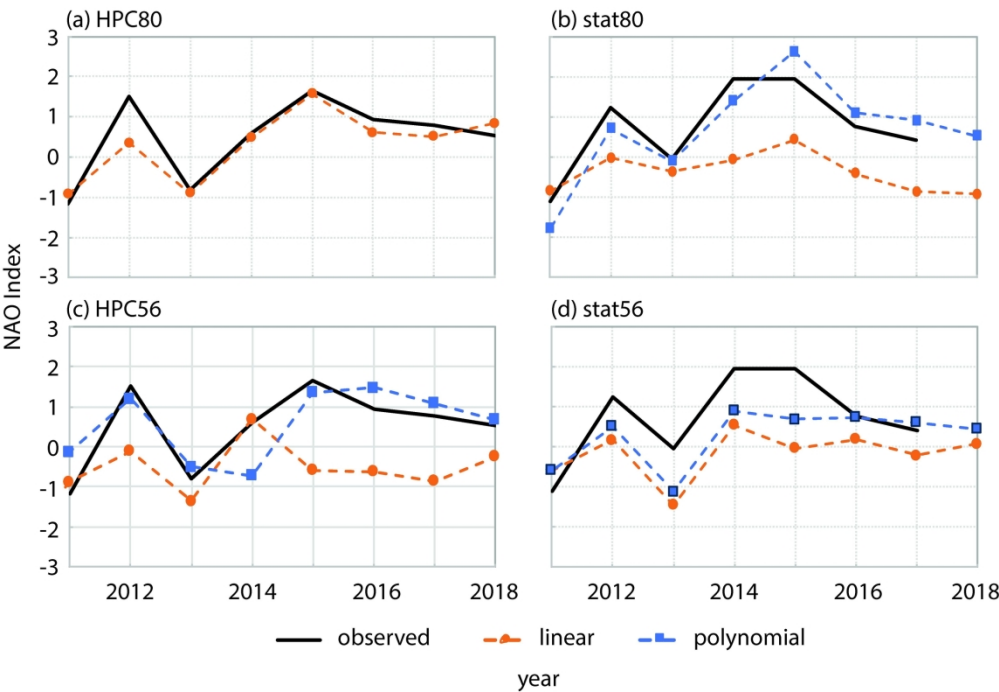 (a) HPC80
(b) stat80
3
2
1
0
-1
-2
-3
NAO Index
(c) HPC56
(d) stat56
3
2
1
0
-1
-2
-3
2012 2014 2016 2018 2012 2014 2016 2018
observed linear polynomial
year